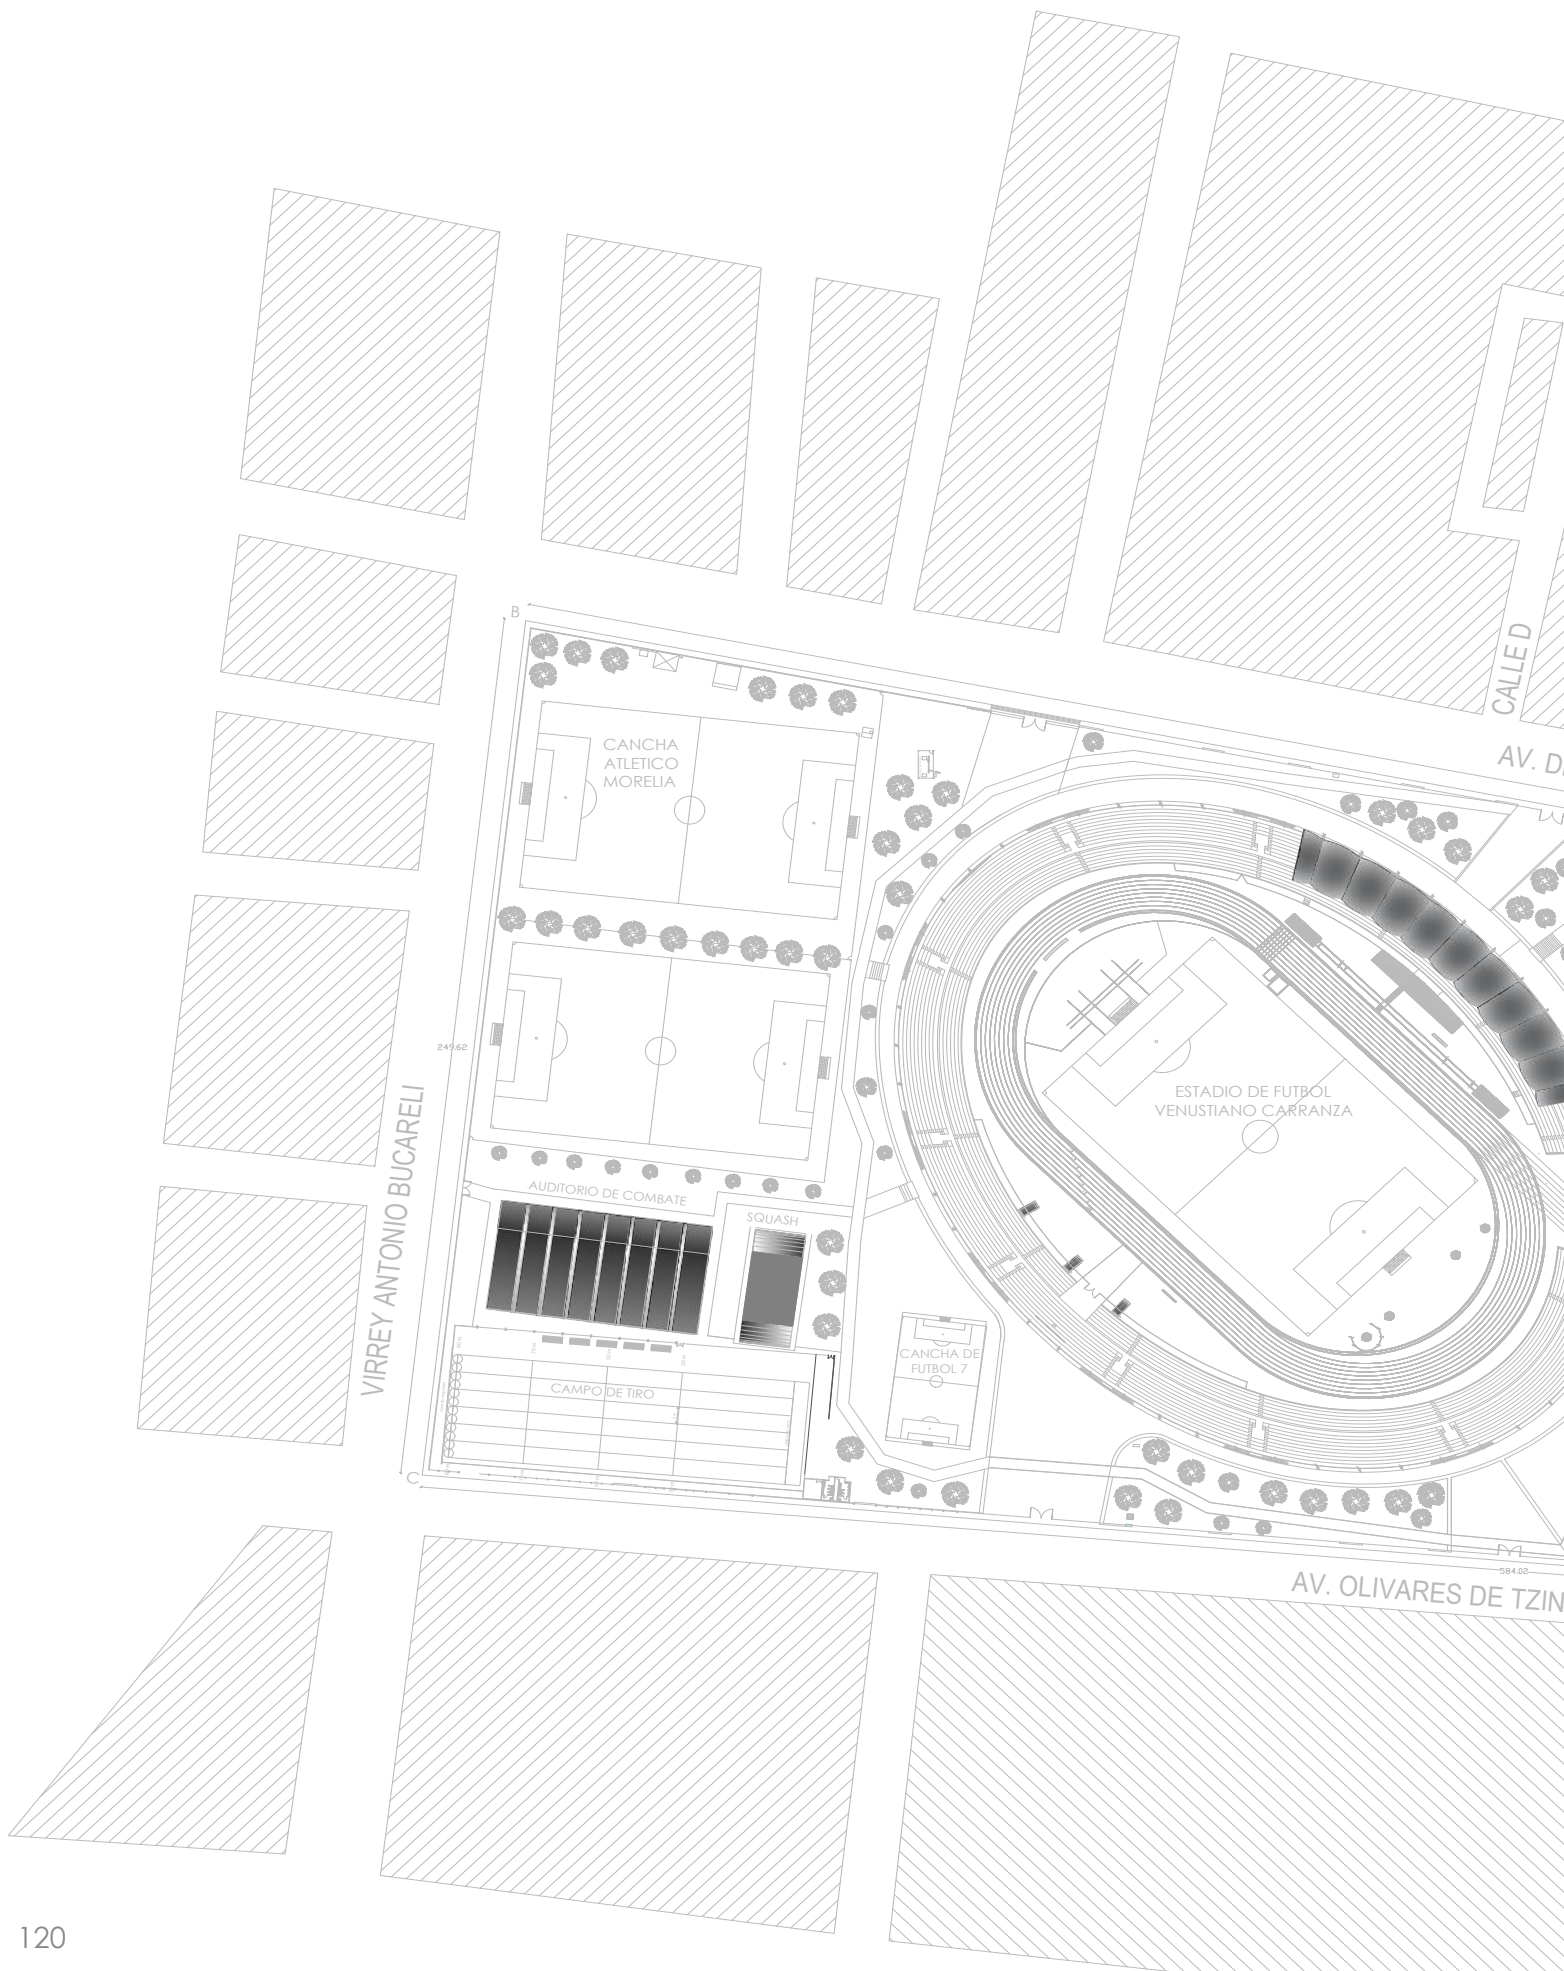 B
CALLE D
AV. D
CANCHA
ATLETICO
MORELIA
249.62
ESTADIO DE FUTBOL
VENUSTIANO CARRANZA
VIRREY ANTONIO BUCARELI
AUDITORIO DE COMBATE
SQUASH
CANCHA DE
FUTBOL 7
CAMPO DE TIRO
C
584.02
AV. OLIVARES DE TZIN
120